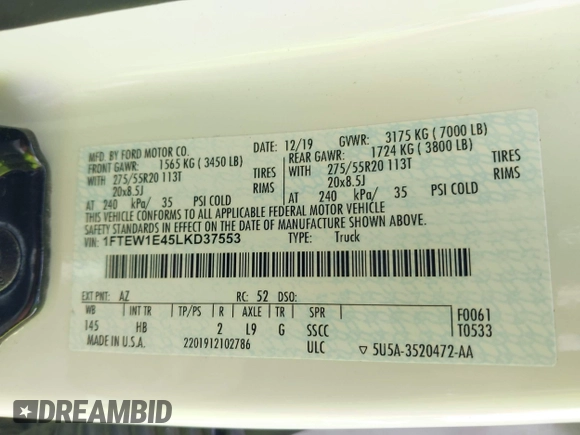 MFD. BY FORD MOTOR CO.
DATE: 12/19 GVWR: 3175 KG ( 7000 LB)
FRONT GAWR: 1565 KG ( 3450 LB) REAR GAWR: 1724 KG ( 3800 LB)
WITH 275/55R20 113T TIRES WITH 275/55R20 113T TIRES
20x8.5J RIMS 20x8.5J RIMS
AT 240 kPa/ 35 PSI COLD AT 240 kPa/ 35 PSI COLD
THIS VEHICLE CONFORMS TO ALL APPLICABLE FEDERAL MOTOR VEHICLE
SAFETY STANDARDS IN EFFECT ON THE DATE OF MANUFACTURE SHOWN ABOVE.
VIN: 1FTEW1E45LKD37553 TYPE: Truck
EXT PNT: AZ RC: 52 DSO:
WB INT TR TP/PS R AXLE TR SPR F0061
145 HB 2 L9 G SSCC T0533
MADE IN U.S.A. 2201912102786 ULC ▽ 5U5A-3520472-AA
DREAMBID